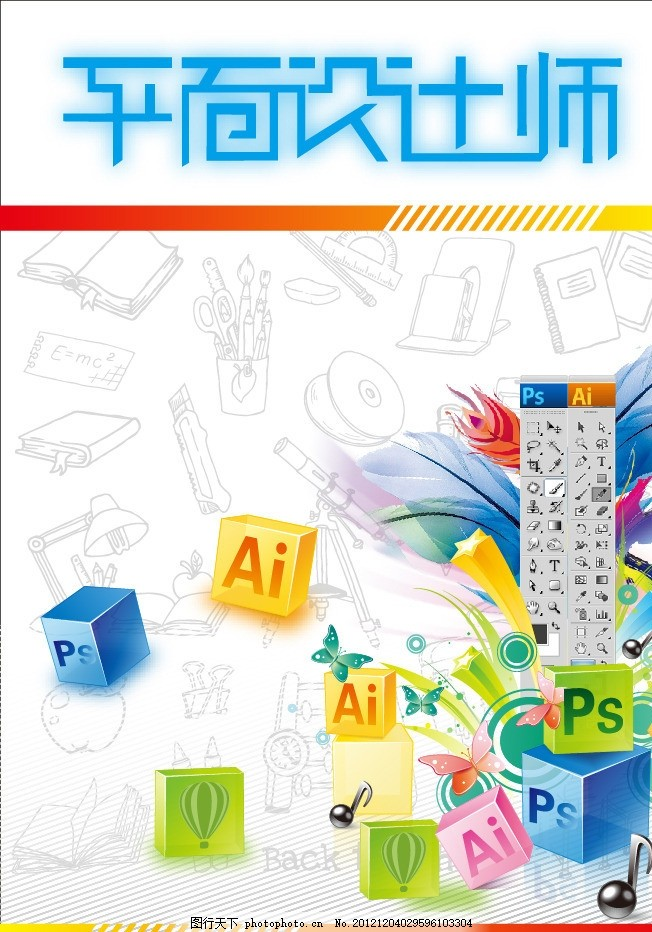 平面设计师
E=mc²
Ps Ai
Ai
Ps
Ai
Ps
Ps
Ai
Back
图行天下 photophoto.cn No.20121204029596103304